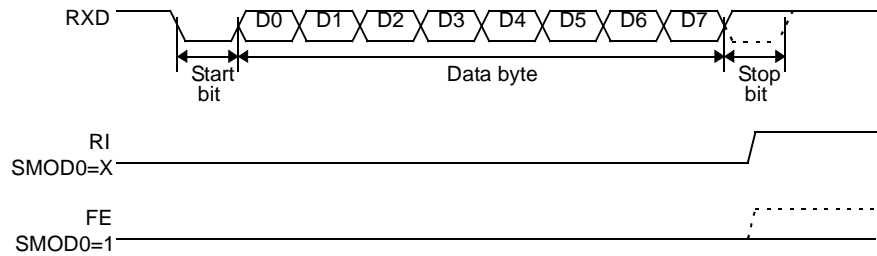 RXD D0 D1 D2 D3 D4 D5 D6 D7
Start bit
Data byte
Stop bit
RI
SMOD0=X
FE
SMOD0=1